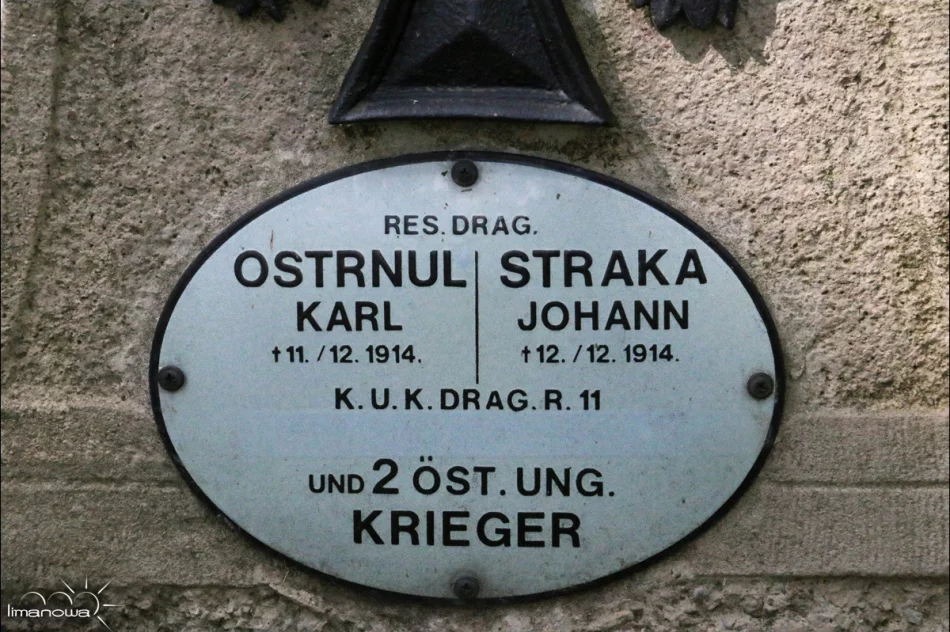 RES. DRAG.
OSTRNUL STRAKA
KARL JOHANN
† 11. / 12. 1914. † 12. / 12. 1914.
K. U. K. DRAG. R. 11
UND 2 ÖST. UNG.
KRIEGER
limanowa